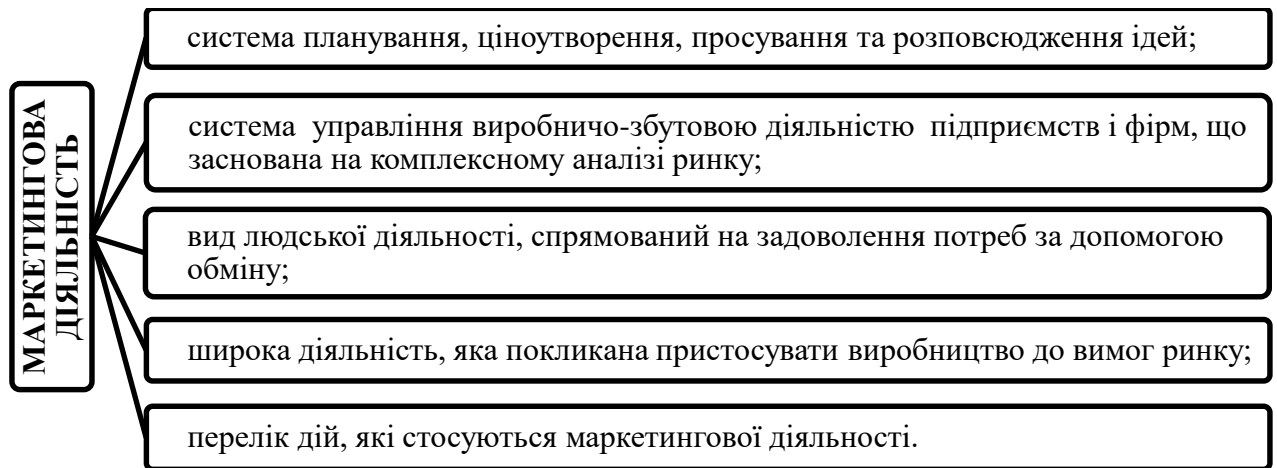 МАРКЕТИНГОВА
ДІЯЛЬНІСТЬ
система планування, ціноутворення, просування та розповсюдження ідей;
система управління виробничо-збутовою діяльністю підприємств і фірм, що
заснована на комплексному аналізі ринку;
вид людської діяльності, спрямований на задоволення потреб за допомогою
обміну;
широка діяльність, яка покликана пристосувати виробництво до вимог ринку;
перелік дій, які стосуються маркетингової діяльності.